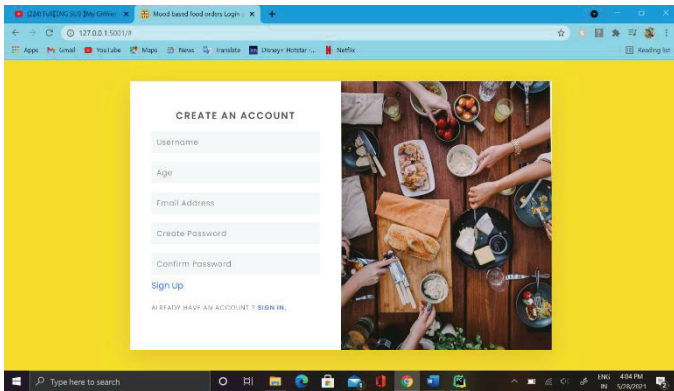 Mood based food orders Login
127.0.0.1:5001/#
Apps
Gmail
YouTube
Maps
News
Translate
Disney+ Hotstar
Netflix
Reading list
CREATE AN ACCOUNT
Username
Age
Email Address
Create Password
Confirm Password
Sign Up
ALREADY HAVE AN ACCOUNT ? SIGN IN.
Type here to search
ENG
IN
4:04 PM
5/28/2021